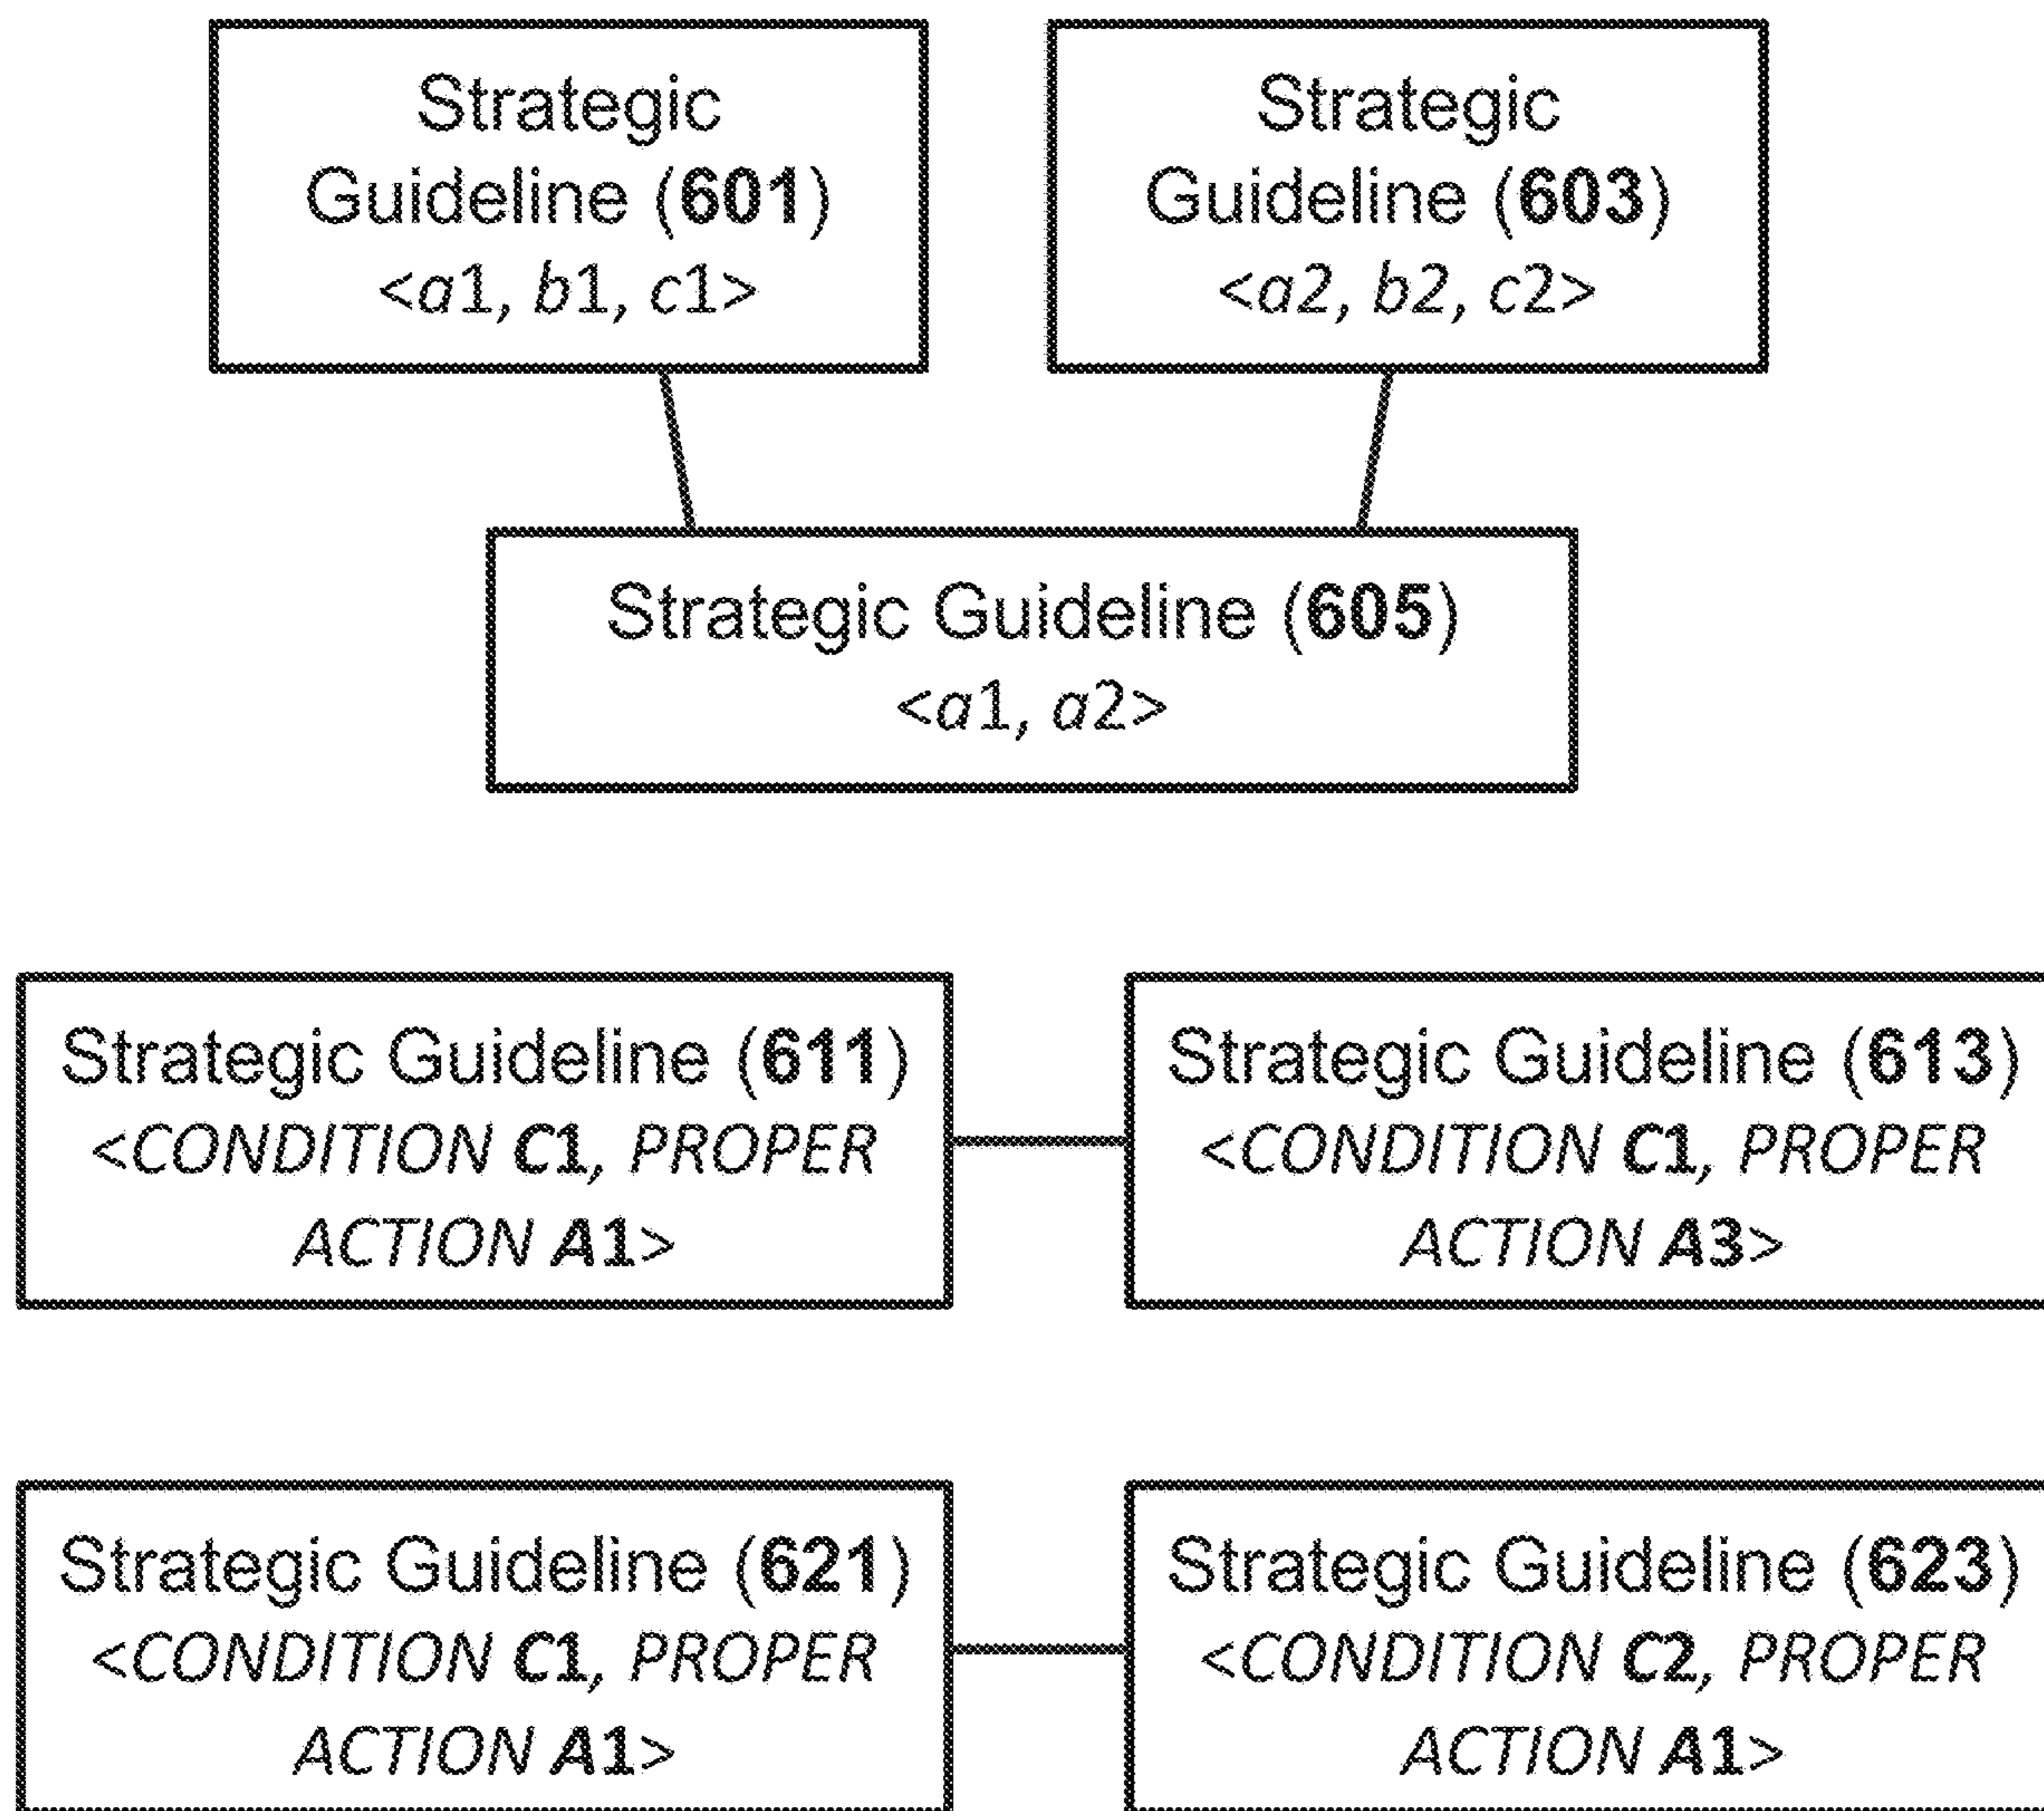 Strategic
Guideline (601)
<a1, b1, c1>
Strategic
Guideline (603)
<a2, b2, c2>
Strategic Guideline (605)
<a1, a2>
Strategic Guideline (611)
<CONDITION C1, PROPER
ACTION A1>
Strategic Guideline (613)
<CONDITION C1, PROPER
ACTION A3>
Strategic Guideline (621)
<CONDITION C1, PROPER
ACTION A1>
Strategic Guideline (623)
<CONDITION C2, PROPER
ACTION A1>